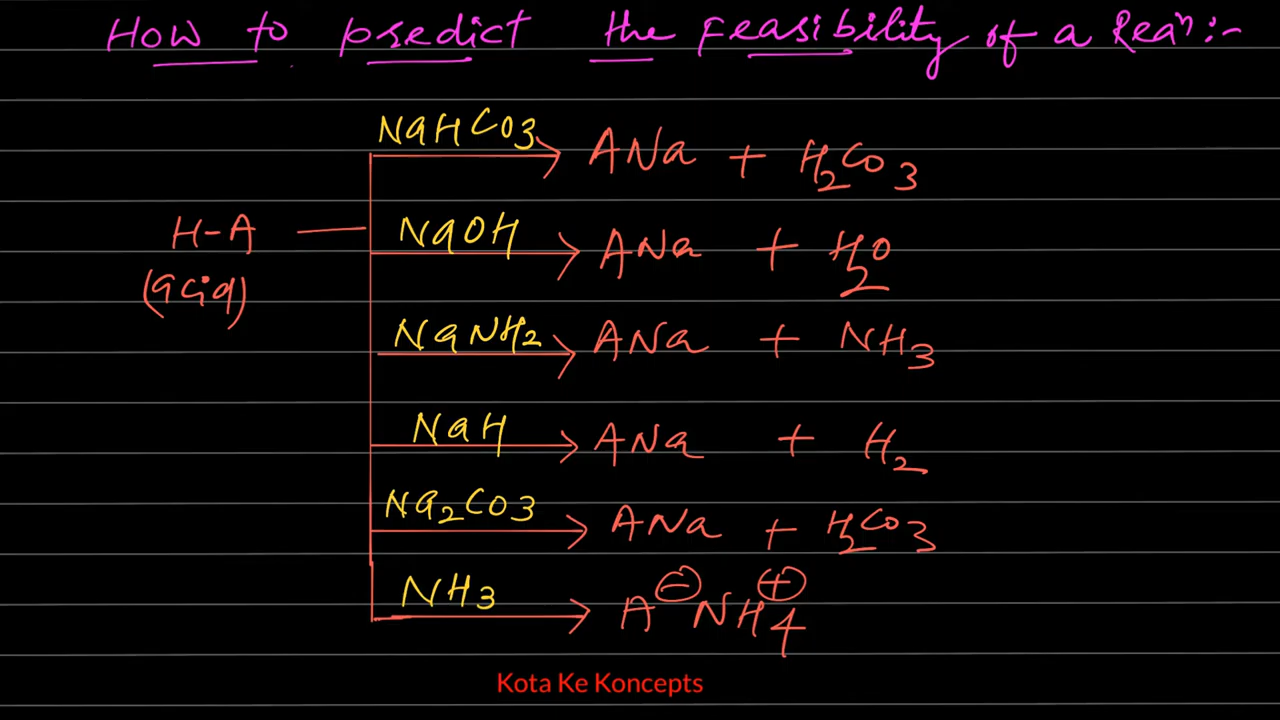 How to predict the feasibility of a Rean:-
NaHCO3
ANa + H2CO3
H-A
NaOH
ANa + H2O
(acid)
NaNH2
ANa + NH3
NaH
ANa + H2
Na2CO3
ANa + H2CO3
NH3
A⊖NH4⊕
Kota Ke Koncepts